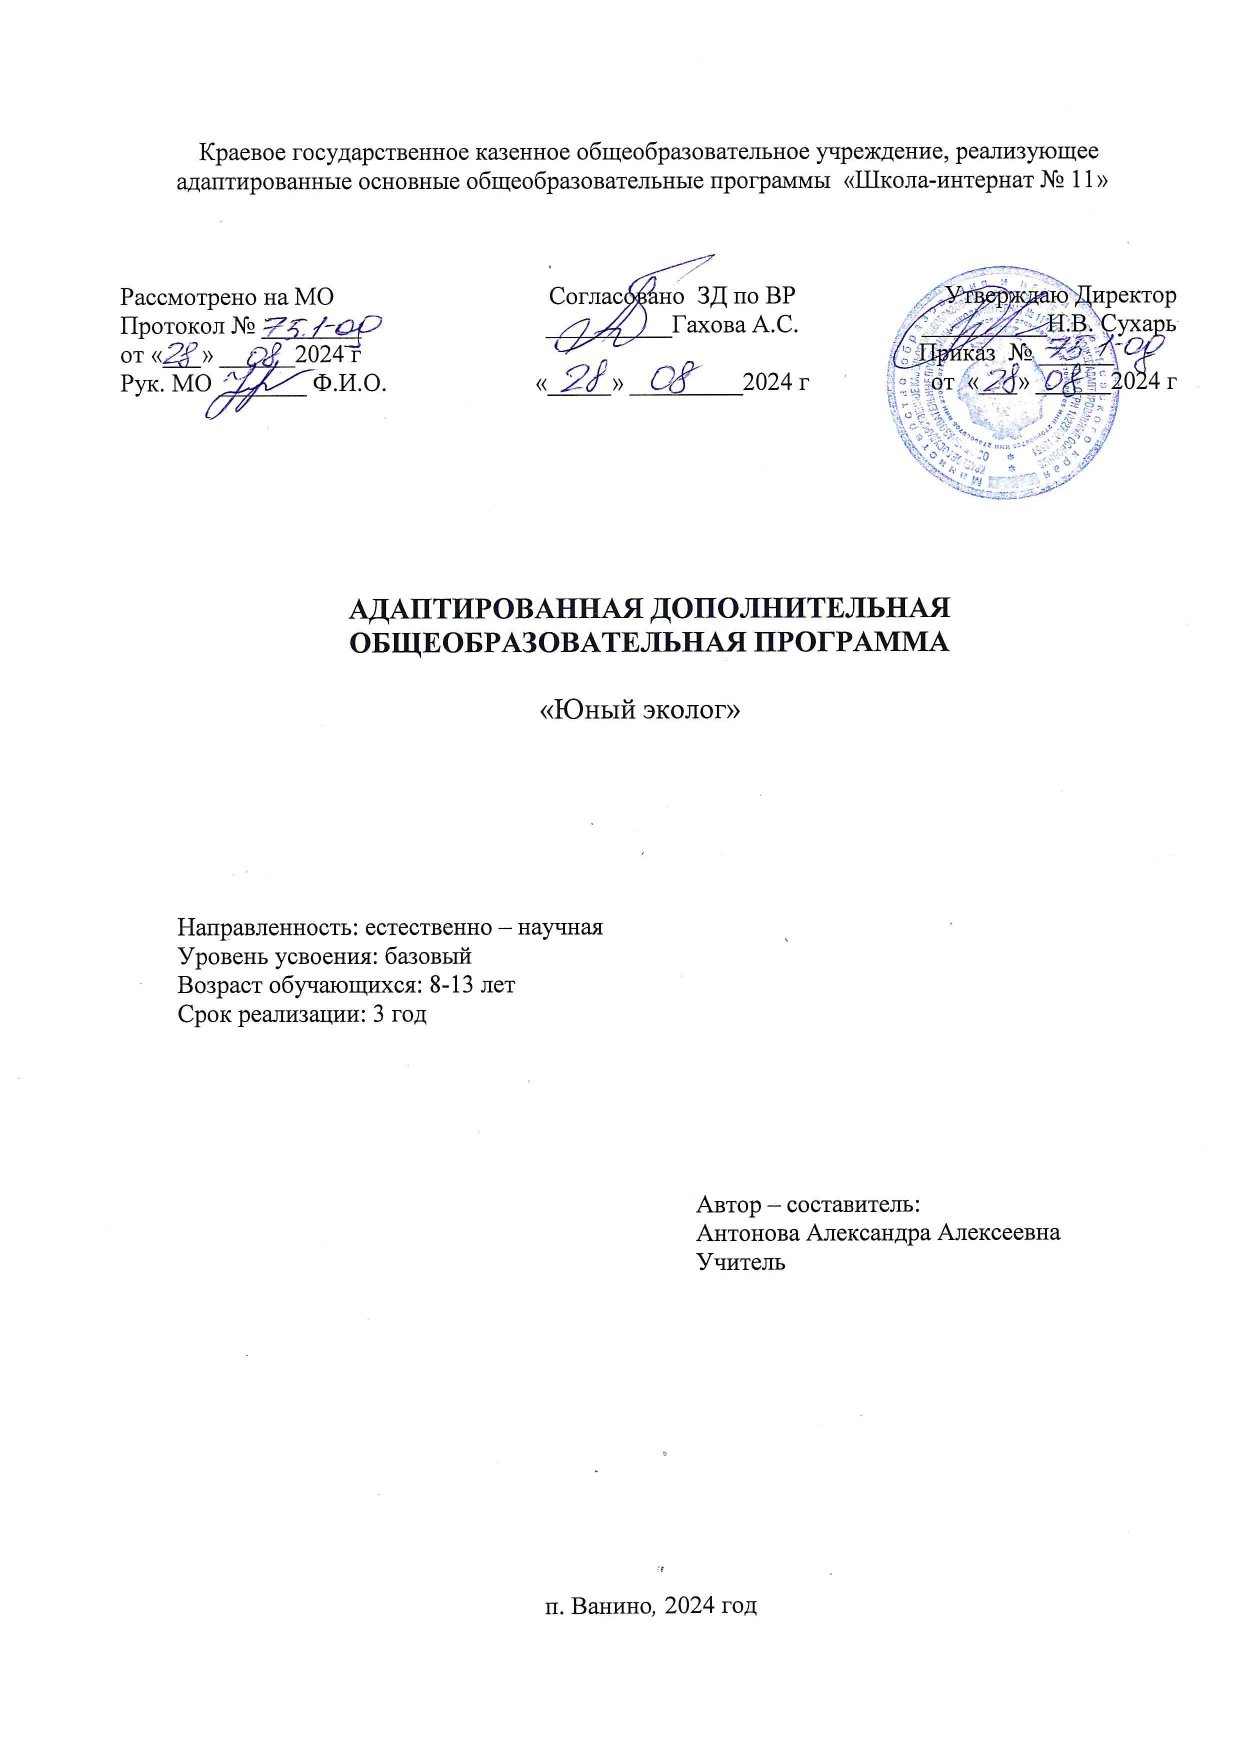 Краевое государственное казенное общеобразовательное учреждение, реализующее
адаптированные основные общеобразовательные программы «Школа-интернат № 11»
Рассмотрено на МО
Протокол № 75.1-ОД
от «28» 08 2024 г
Рук. МО ________ Ф.И.О.
Согласовано ЗД по ВР
__________Гахова А.С.
«28» 08 2024 г
Утверждаю Директор
__________Н.В. Сухарь
Приказ № 75.1-ОД
от «28» 08 2024 г
АДАПТИРОВАННАЯ ДОПОЛНИТЕЛЬНАЯ
ОБЩЕОБРАЗОВАТЕЛЬНАЯ ПРОГРАММА
«Юный эколог»
Направленность: естественно – научная
Уровень усвоения: базовый
Возраст обучающихся: 8-13 лет
Срок реализации: 3 год
Автор – составитель:
Антонова Александра Алексеевна
Учитель
п. Ванино, 2024 год